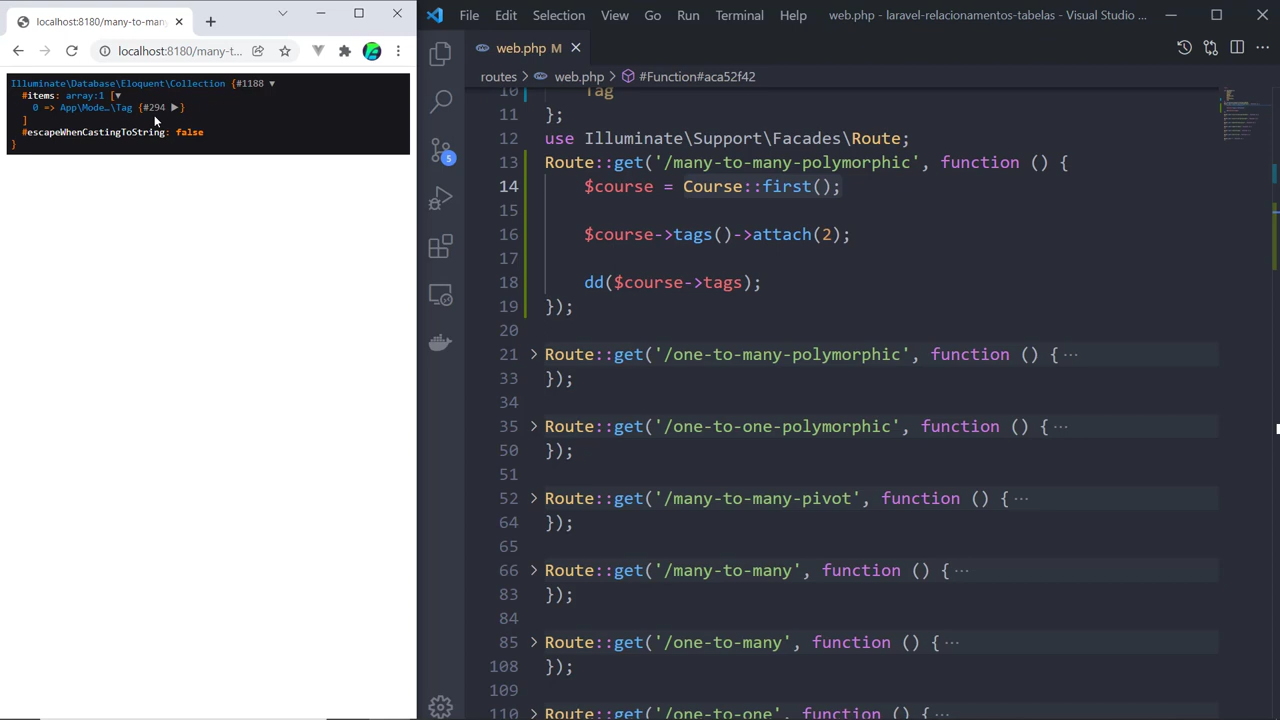 localhost:8180/many-to-man
localhost:8180/many-to-t...
Illuminate\Database\Eloquent\Collection {#1188 ▼
#items: array:1 [▼
0 => App\Mode…\Tag {#294 ▶}
]
#escapeWhenCastingToString: false
}
File Edit Selection View Go Run Terminal Help
web.php - laravel-relacionamentos-tabelas - Visual Studio ...
web.php M
routes > web.php > #Function#aca52f42
5
10 Tag
11 };
12 use Illuminate\Support\Facades\Route;
13 Route::get('/many-to-many-polymorphic', function () {
14 $course = Course::first();
15
16 $course->tags()->attach(2);
17
18 dd($course->tags);
19 });
20
21 Route::get('/one-to-many-polymorphic', function () { ...
33 });
34
35 Route::get('/one-to-one-polymorphic', function () { ...
50 });
51
52 Route::get('/many-to-many-pivot', function () { ...
64 });
65
66 Route::get('/many-to-many', function () { ...
83 });
84
85 Route::get('/one-to-many', function () { ...
108 });
109
110 Route::get('/one-to-one', function () { ...